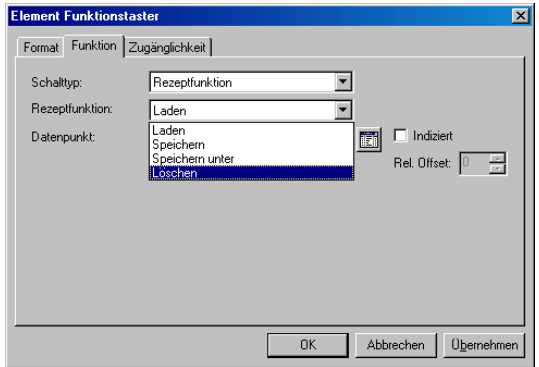 Element Funktionstaster
Format Funktion Zugänglichkeit
Schalttyp: Rezeptfunktion
Rezeptfunktion: Laden
Datenpunkt: Laden
Speichern
Speichern unter
Löschen
Indiziert
Rel. Offset: 0
OK Abbrechen Übernehmen